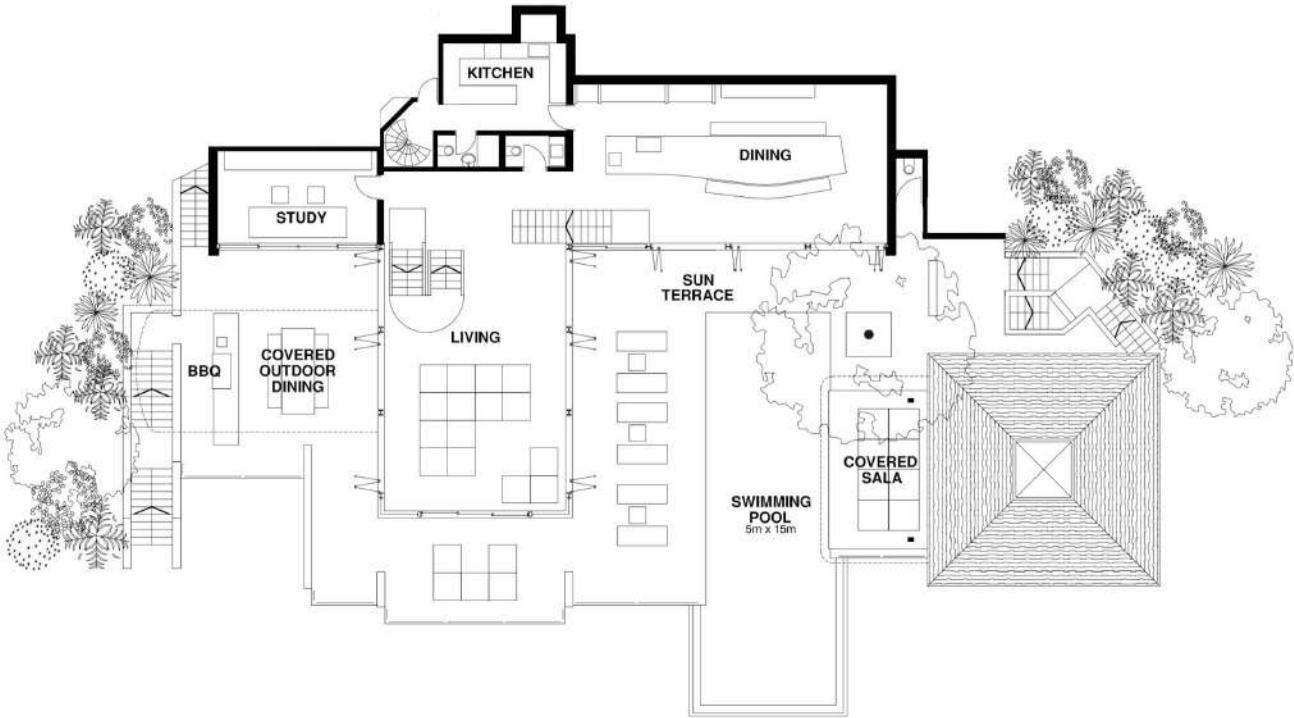 KITCHEN
DINING
STUDY
SUN
TERRACE
LIVING
BBQ
COVERED
OUTDOOR
DINING
COVERED
SALA
SWIMMING
POOL
5m x 15m